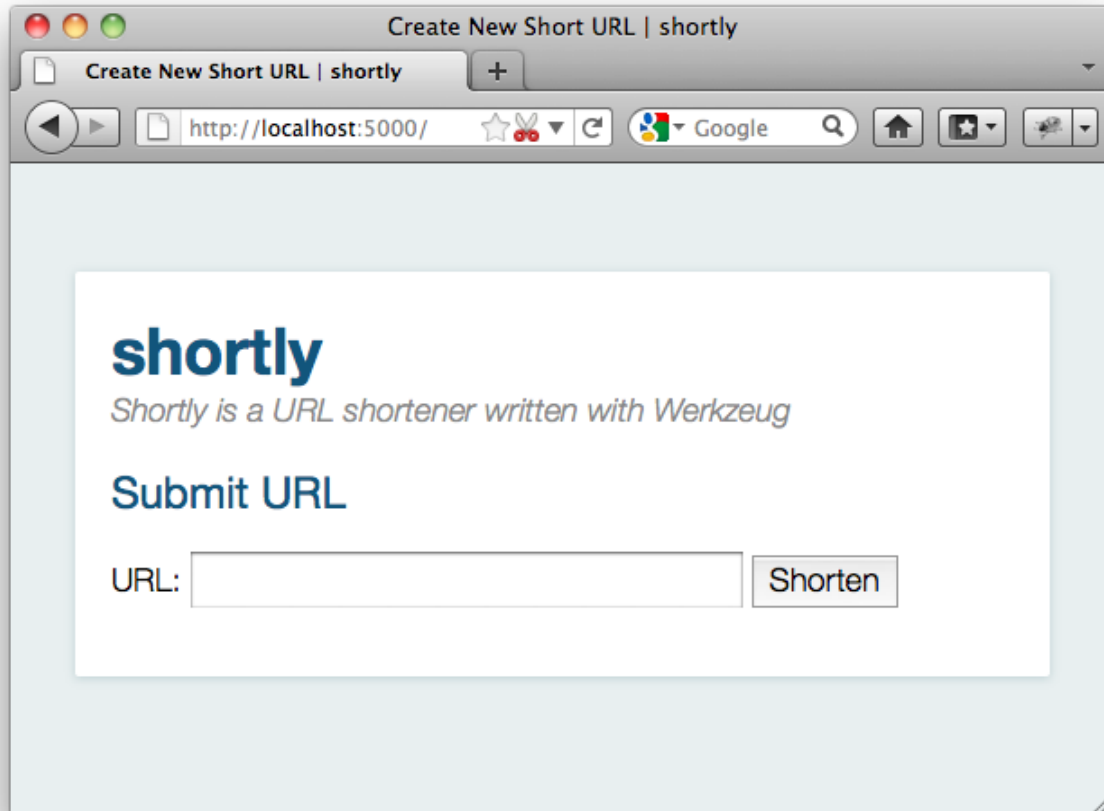 Create New Short URL | shortly
Create New Short URL | shortly
http://localhost:5000/ Google
shortly
Shortly is a URL shortener written with Werkzeug
Submit URL
URL: Shorten